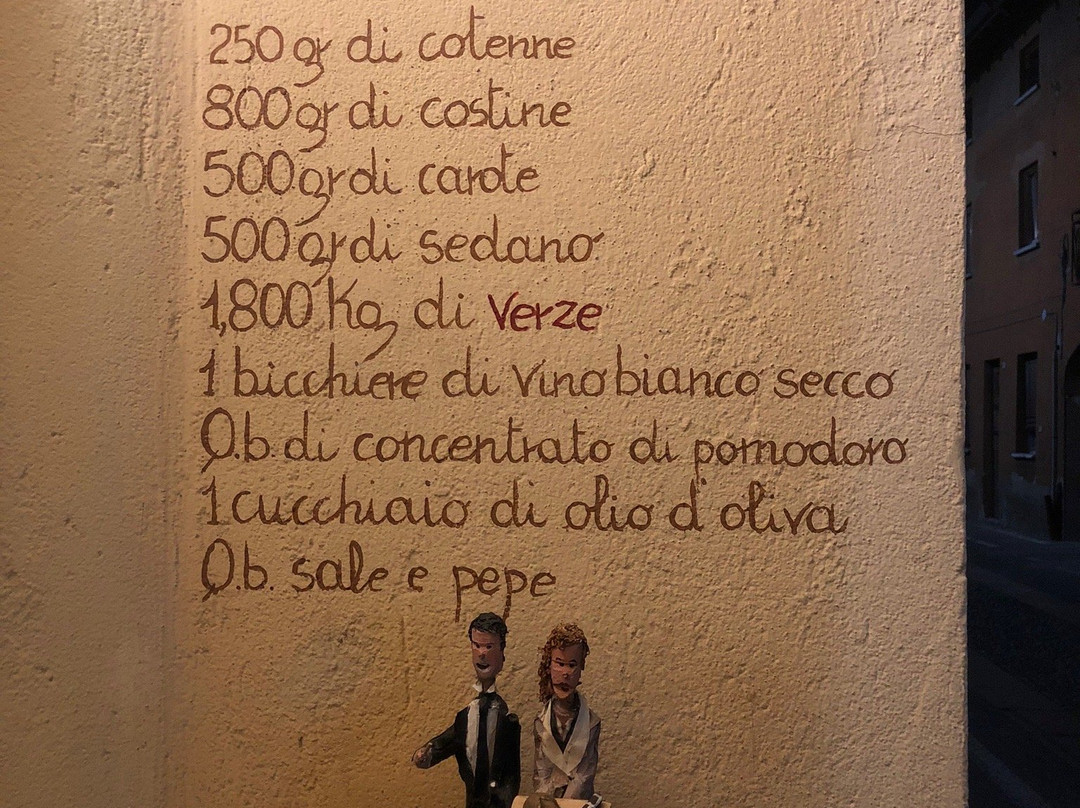 250 gr di cotenne
800 gr di costine
500 gr di carote
500 gr di sedano
1,800 Kg di Verze
1 bicchiere di vino bianco secco
Q.b. di concentrato di pomodoro
1 cucchiaio di olio d'oliva
Q.b. sale e pepe